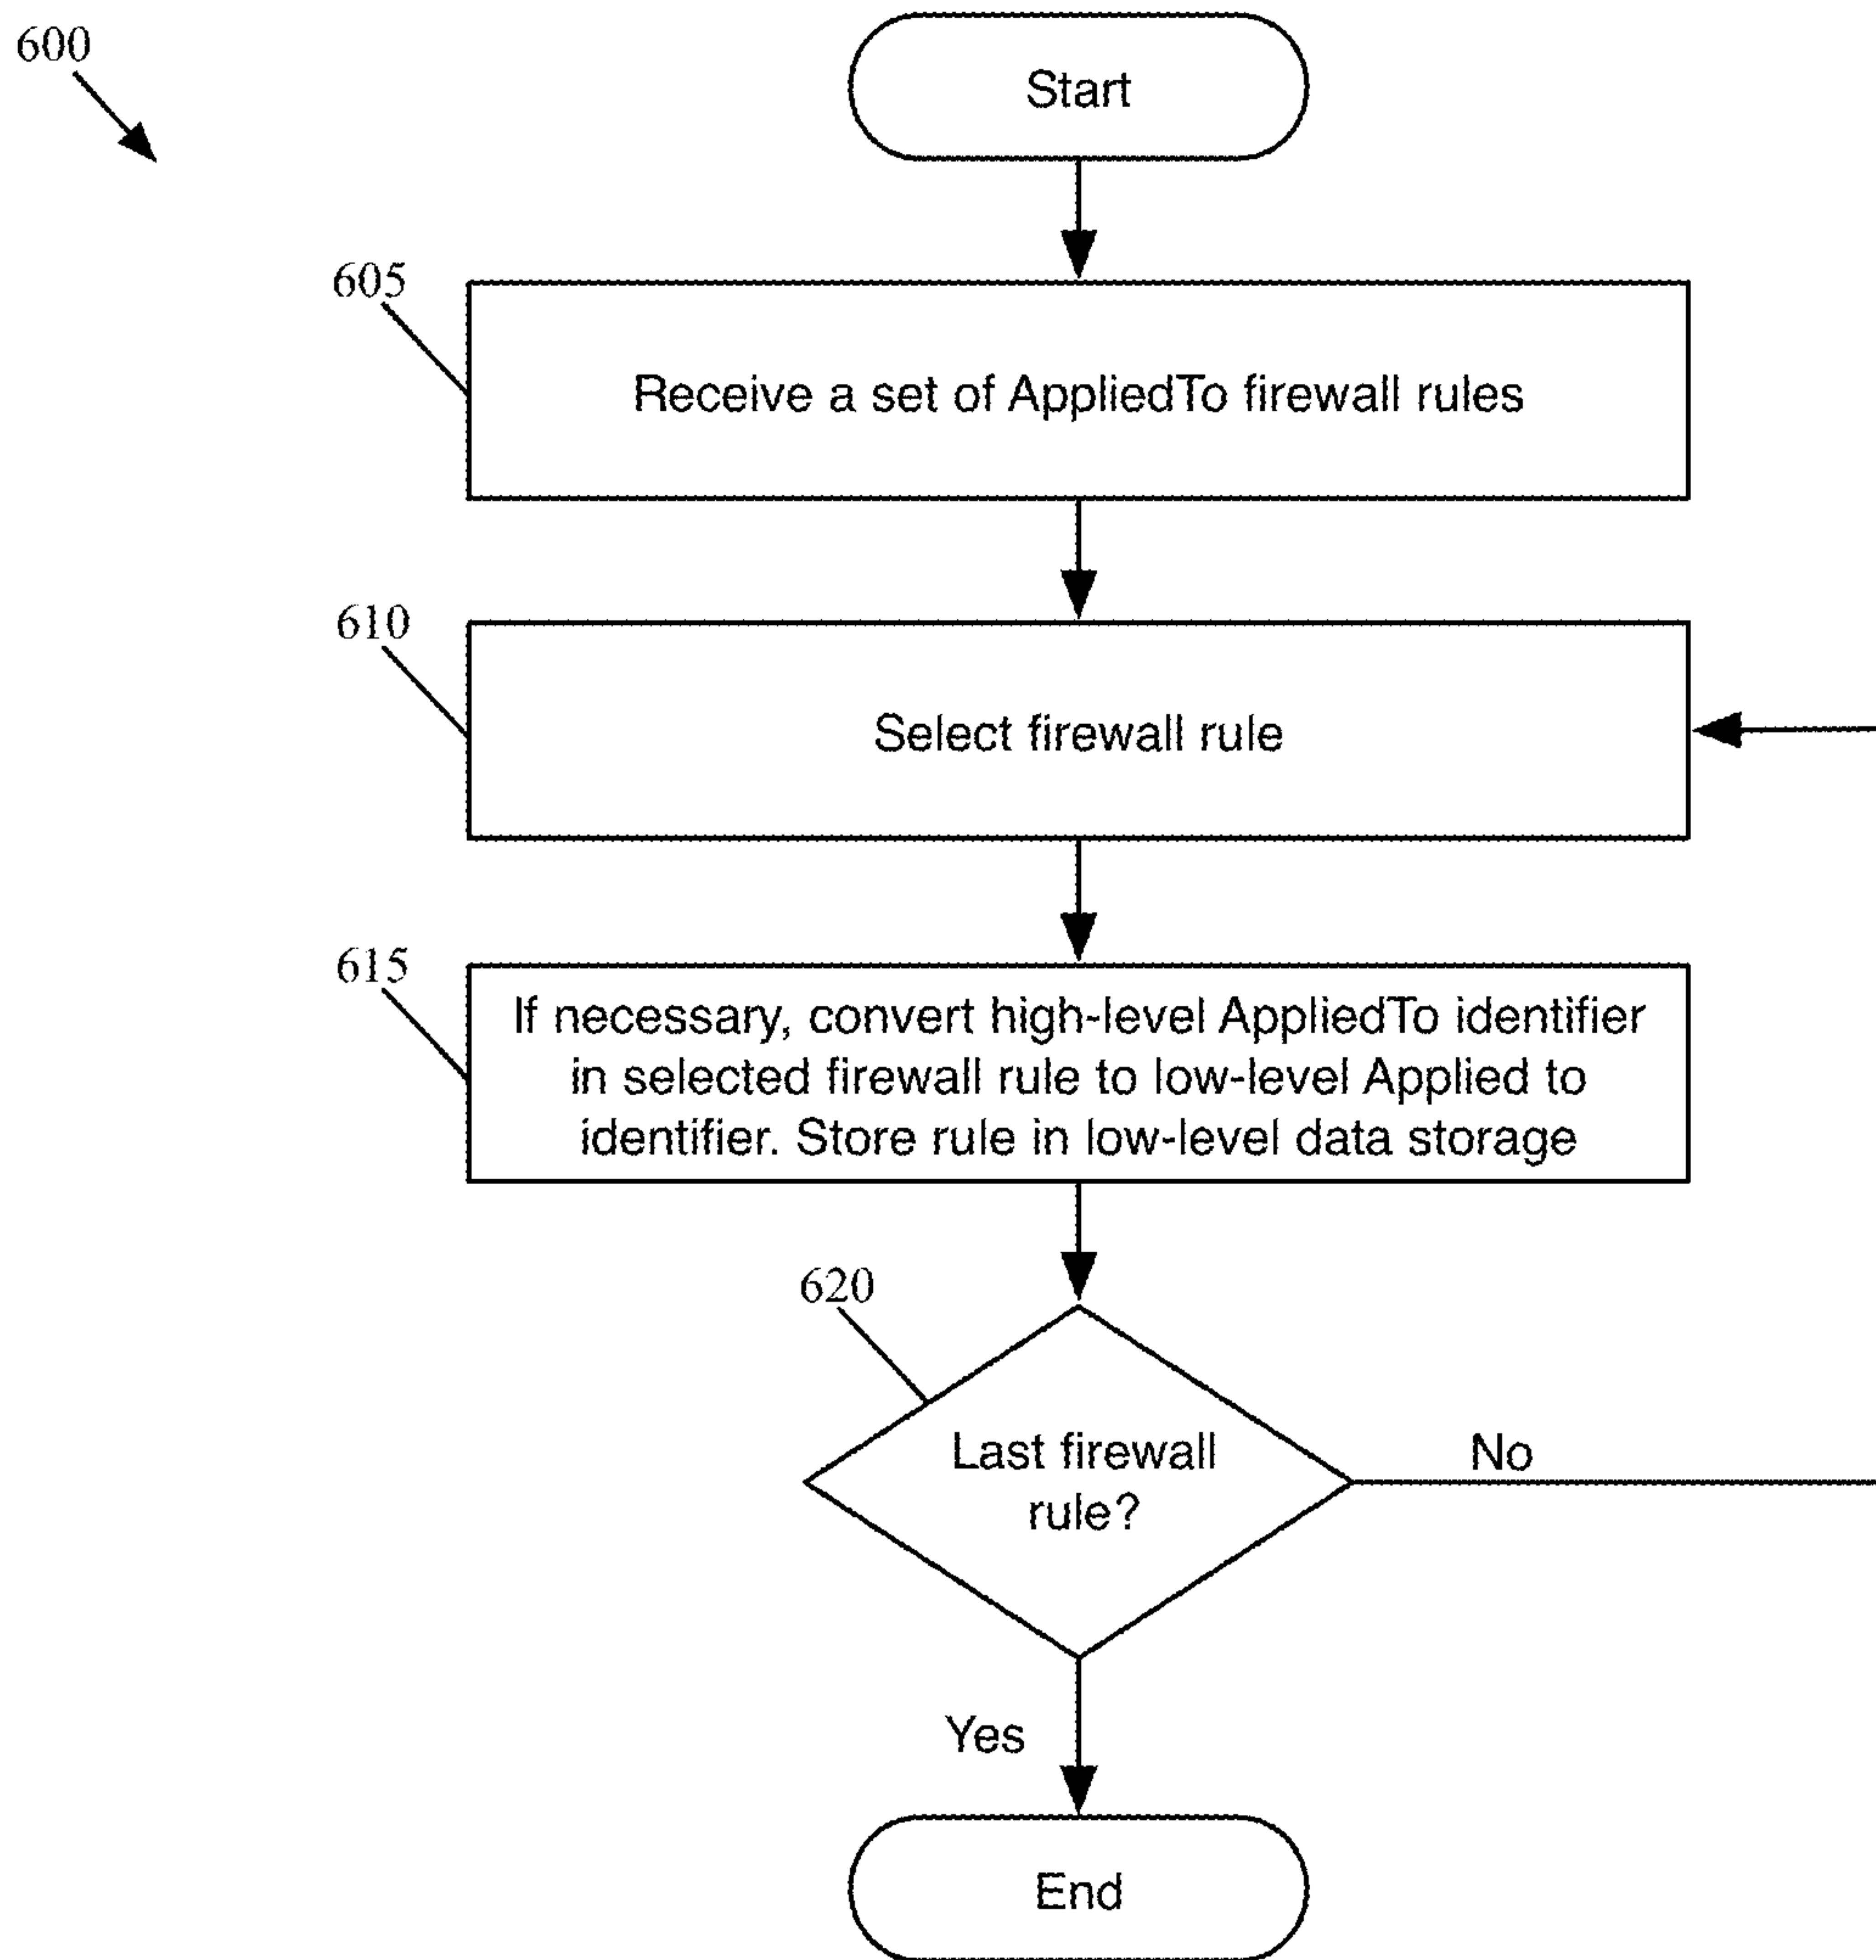 600
Start
605
Receive a set of AppliedTo firewall rules
610
Select firewall rule
615
If necessary, convert high-level AppliedTo identifier
in selected firewall rule to low-level Applied to
identifier. Store rule in low-level data storage
620
Last firewall
rule?
No
Yes
End